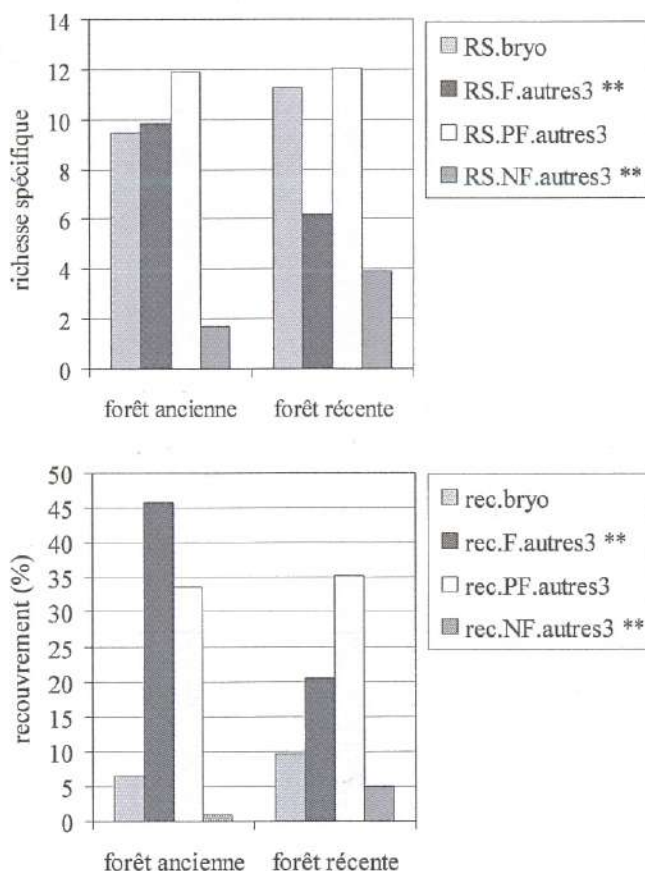 14
12
10
8
6
4
2
0
richesse spécifique
forêt ancienne forêt récente
RS.bryo
RS.F.autres3 **
RS.PF.autres3
RS.NF.autres3 **
50
45
40
35
30
25
20
15
10
5
0
recouvrement (%)
forêt ancienne forêt récente
rec.bryo
rec.F.autres3 **
rec.PF.autres3
rec.NF.autres3 **